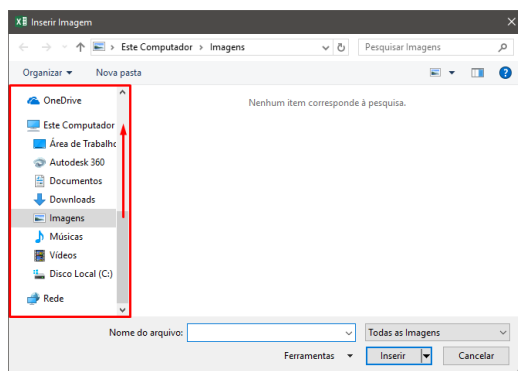 Inserir Imagem
Este Computador > Imagens
Pesquisar Imagens
Organizar
Nova pasta
OneDrive
Este Computador
Área de Trabalho
Autodesk 360
Documentos
Downloads
Imagens
Músicas
Vídeos
Disco Local (C:)
Rede
Nenhum item corresponde à pesquisa.
Nome do arquivo:
Todas as Imagens
Ferramentas
Inserir
Cancelar